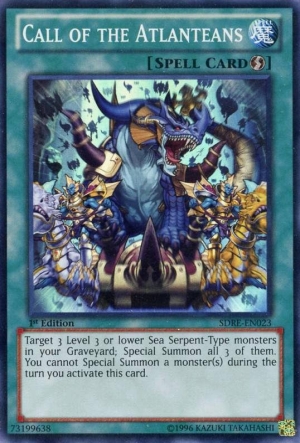 CALL OF THE ATLANTEANS
魔
[SPELL CARD]
1st Edition
SDRE-EN023
Target 3 Level 3 or lower Sea Serpent-Type monsters
in your Graveyard; Special Summon all 3 of them.
You cannot Special Summon a monster(s) during the
turn you activate this card.
73199638
©1996 KAZUKI TAKAHASHI